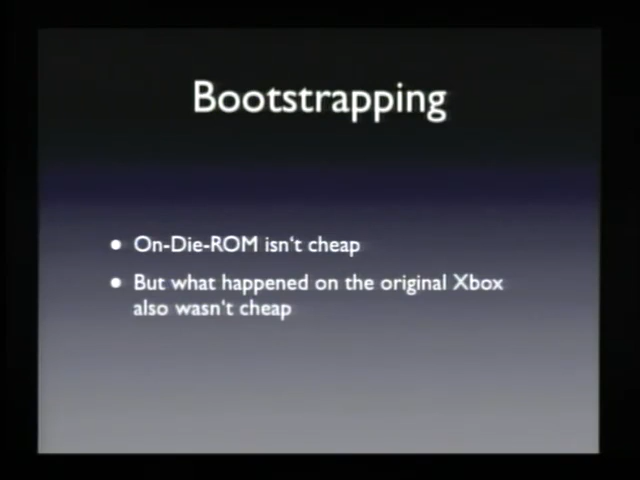 Bootstrapping
• On-Die-ROM isn‘t cheap
• But what happened on the original Xbox
also wasn‘t cheap